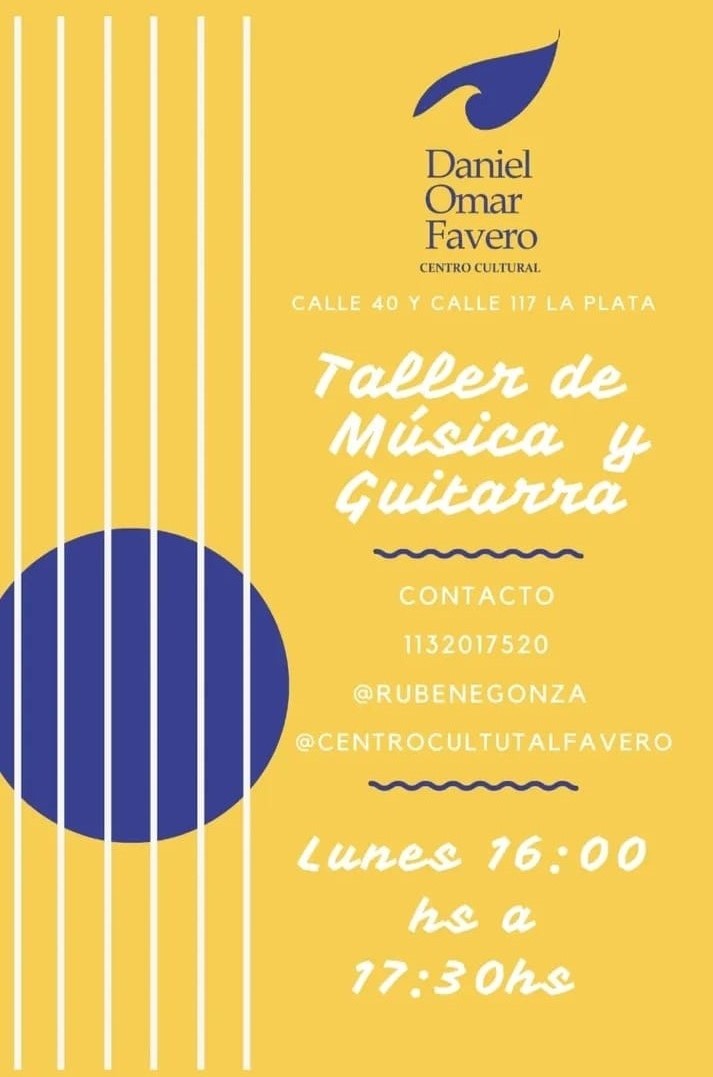 Daniel
Omar
Favero
CENTRO CULTURAL
CALLE 40 Y CALLE 117 LA PLATA
Taller de
Música y
Guitarra
CONTACTO
1132017520
@RUBENEGONZA
@CENTROCULTUTALFAVERO
Lunes 16:00
hs a
17:30hs